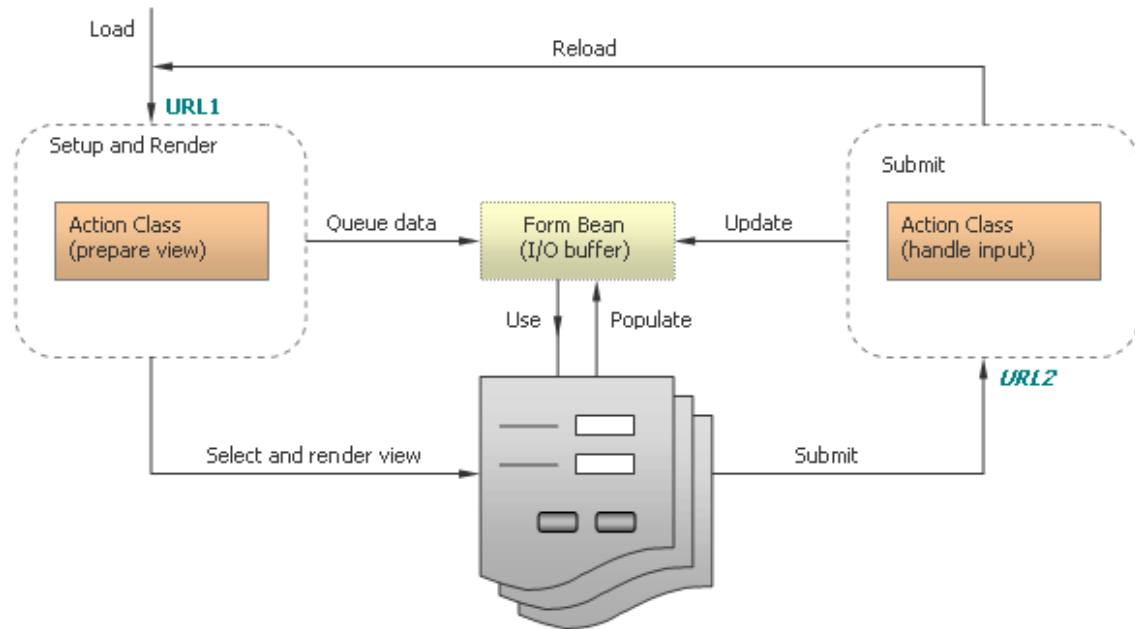 Load
Reload
URL1
Setup and Render
Submit
Action Class
(prepare view)
Queue data
Form Bean
(I/O buffer)
Update
Action Class
(handle input)
Use
Populate
URL2
Select and render view
Submit